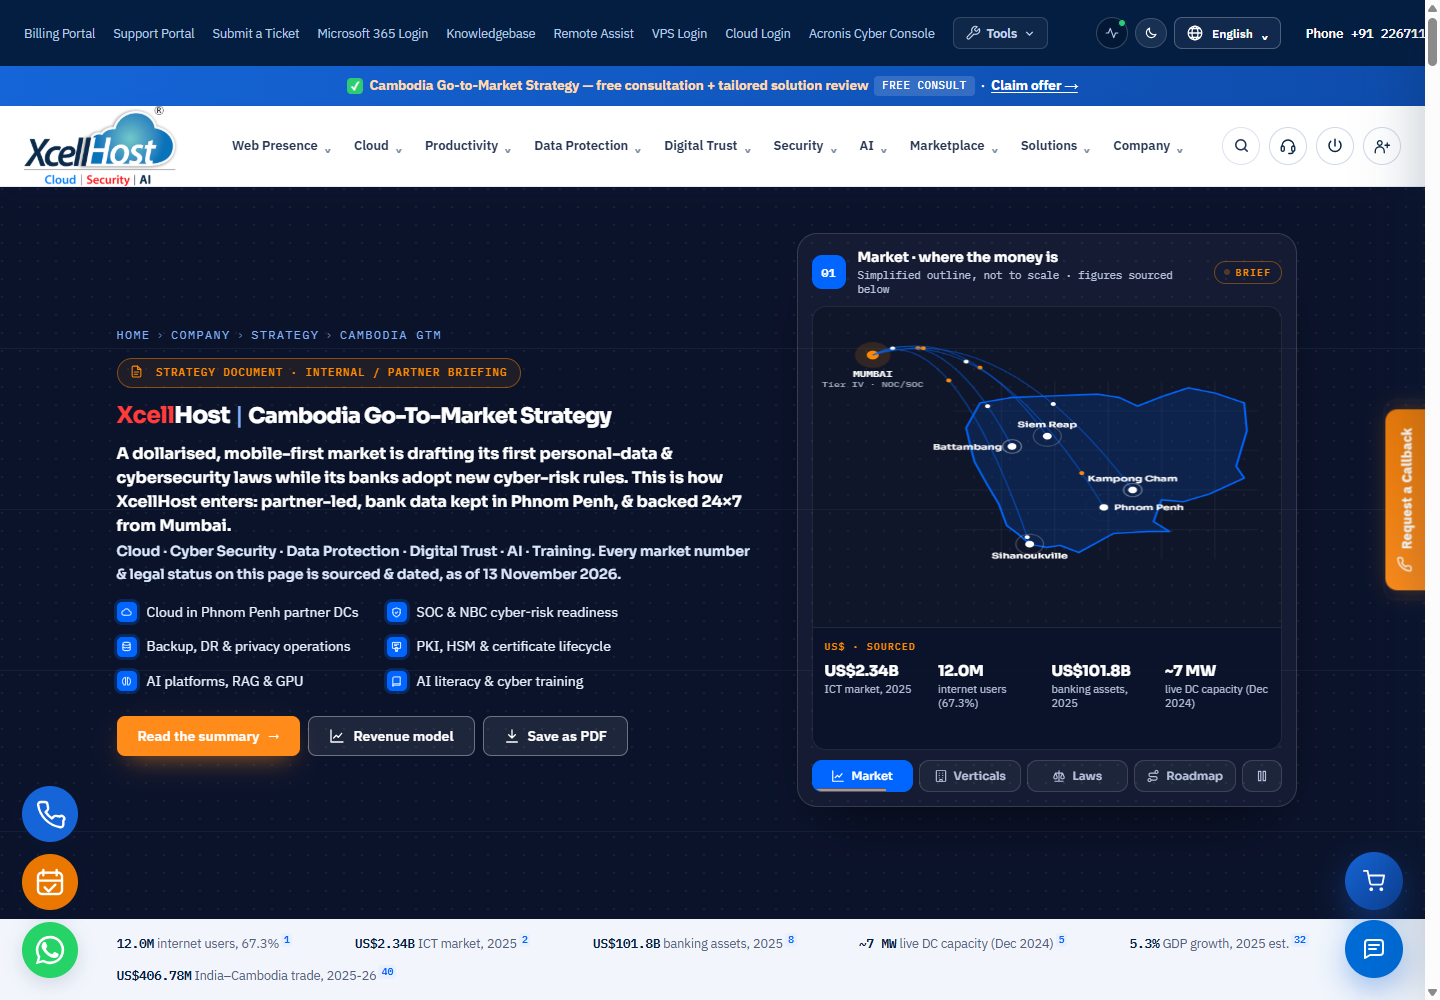 Billing Portal Support Portal Submit a Ticket Microsoft 365 Login Knowledgebase Remote Assist VPS Login Cloud Login Acronis Cyber Console Tools English Phone +91 226711
Cambodia Go-to-Market Strategy — free consultation + tailored solution review FREE CONSULT · Claim offer →
XcellHost ®
Cloud | Security | AI
Web Presence Cloud Productivity Data Protection Digital Trust Security AI Marketplace Solutions Company
HOME › COMPANY › STRATEGY › CAMBODIA GTM
STRATEGY DOCUMENT · INTERNAL / PARTNER BRIEFING
XcellHost | Cambodia Go-To-Market Strategy
A dollarised, mobile-first market is drafting its first personal-data &
cybersecurity laws while its banks adopt new cyber-risk rules. This is how
XcellHost enters: partner-led, bank data kept in Phnom Penh, & backed 24×7
from Mumbai.
Cloud · Cyber Security · Data Protection · Digital Trust · AI · Training. Every market number
& legal status on this page is sourced & dated, as of 13 November 2026.
Cloud in Phnom Penh partner DCs SOC & NBC cyber-risk readiness
Backup, DR & privacy operations PKI, HSM & certificate lifecycle
AI platforms, RAG & GPU AI literacy & cyber training
Read the summary → Revenue model Save as PDF
01 Market · where the money is
Simplified outline, not to scale · figures sourced
below
BRIEF
MUMBAI
Tier IV · NOC/SOC
Siem Reap
Battambang
Kampong Cham
Phnom Penh
Sihanoukville
US$ · SOURCED
US$2.34B 12.0M US$101.8B ~7 MW
ICT market, 2025 internet users banking assets, live DC capacity (Dec
(67.3%) 2025 2024)
Market Verticals Laws Roadmap
Request a Callback
12.0M internet users, 67.3% 1 US$2.34B ICT market, 2025 2 US$101.8B banking assets, 2025 8 ~7 MW live DC capacity (Dec 2024) 5 5.3% GDP growth, 2025 est. 32
US$406.78M India–Cambodia trade, 2025-26 40